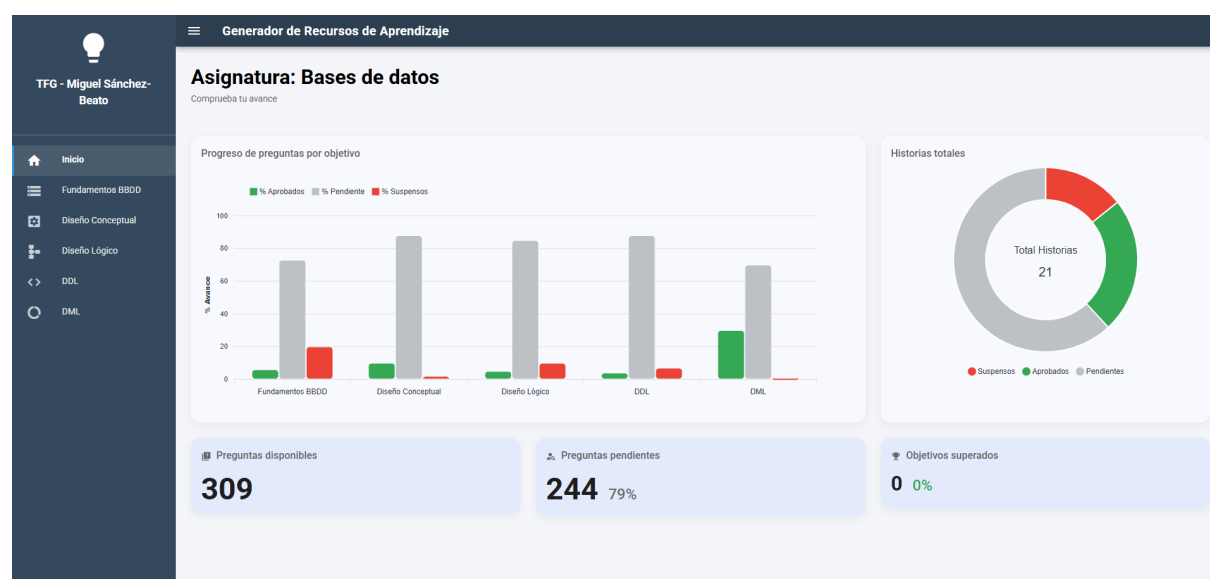 TFG - Miguel Sánchez-
Beato
Inicio
Fundamentos BBDD
Diseño Conceptual
Diseño Lógico
DDL
DML
Generador de Recursos de Aprendizaje
Asignatura: Bases de datos
Comprueba tu avance
Progreso de preguntas por objetivo
% Aprobados % Pendiente % Suspensos
% Avance
100
80
60
40
20
0
Fundamentos BBDD Diseño Conceptual Diseño Lógico DDL DML
Historias totales
Total Historias
21
Suspensos Aprobados Pendientes
Preguntas disponibles
309
Preguntas pendientes
244 79%
Objetivos superados
0 0%